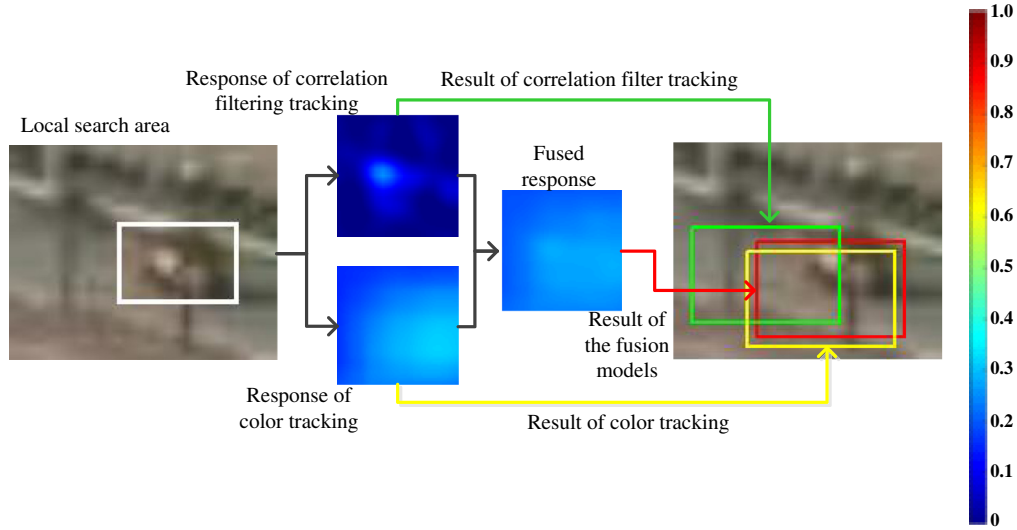 Response of correlation
filtering tracking
Result of correlation filter tracking
Local search area
Fused
response
Result of
the fusion
models
Response of
color tracking
Result of color tracking
1.0
0.9
0.8
0.7
0.6
0.5
0.4
0.3
0.2
0.1
0